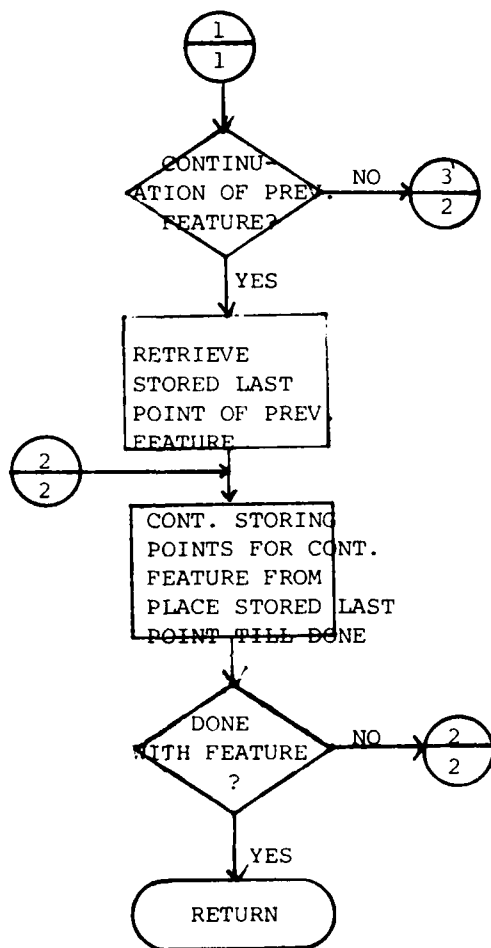 1
1
CONTINU-
ATION OF PREV.
FEATURE?
NO
3
2
YES
RETRIEVE
STORED LAST
POINT OF PREV.
FEATURE
2
2
CONT. STORING
POINTS FOR CONT.
FEATURE FROM
PLACE STORED LAST
POINT TILL DONE
DONE
WITH FEATURE
?
NO
2
2
YES
RETURN